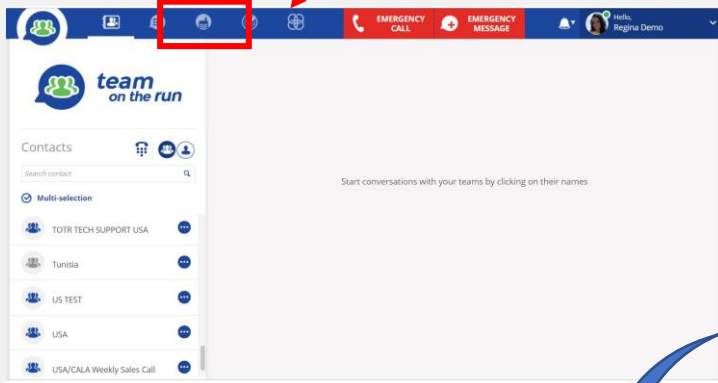 EMERGENCY
CALL
EMERGENCY
MESSAGE
Hello,
Regina Demo
team
on the run
Contacts
Search contact
Multi-selection
Start conversations with your teams by clicking on their names
TOTR TECH SUPPORT USA
Tunisia
US TEST
USA
USA/CALA Weekly Sales Call